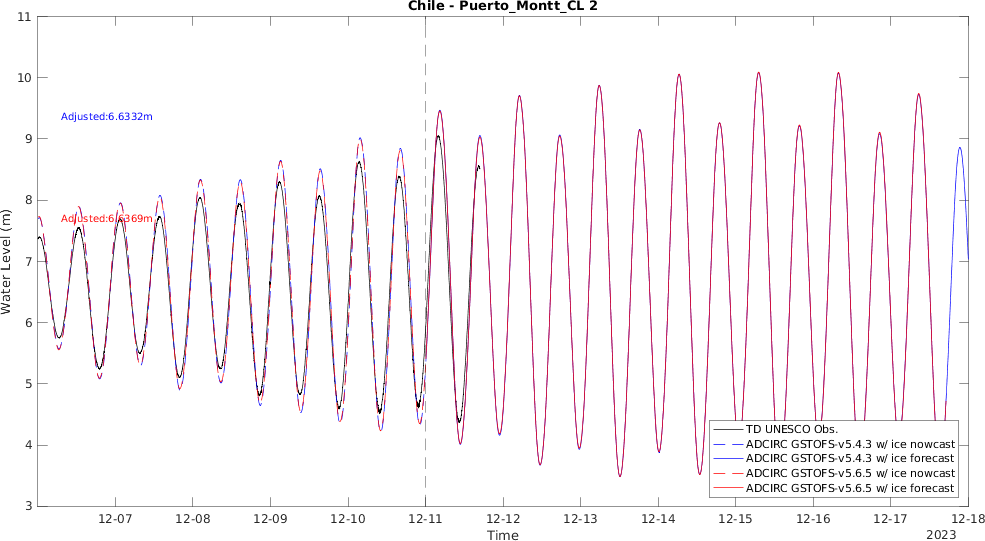 Chile - Puerto_Montt_CL 2
11
10
9
8
7
6
5
4
3
Water Level (m)
Adjusted:6.6332m
Adjusted:6.6369m
TD UNESCO Obs.
ADCIRC GSTOFS-v5.4.3 w/ ice nowcast
ADCIRC GSTOFS-v5.4.3 w/ ice forecast
ADCIRC GSTOFS-v5.6.5 w/ ice nowcast
ADCIRC GSTOFS-v5.6.5 w/ ice forecast
12-07 12-08 12-09 12-10 12-11 12-12 12-13 12-14 12-15 12-16 12-17 12-18
Time
2023